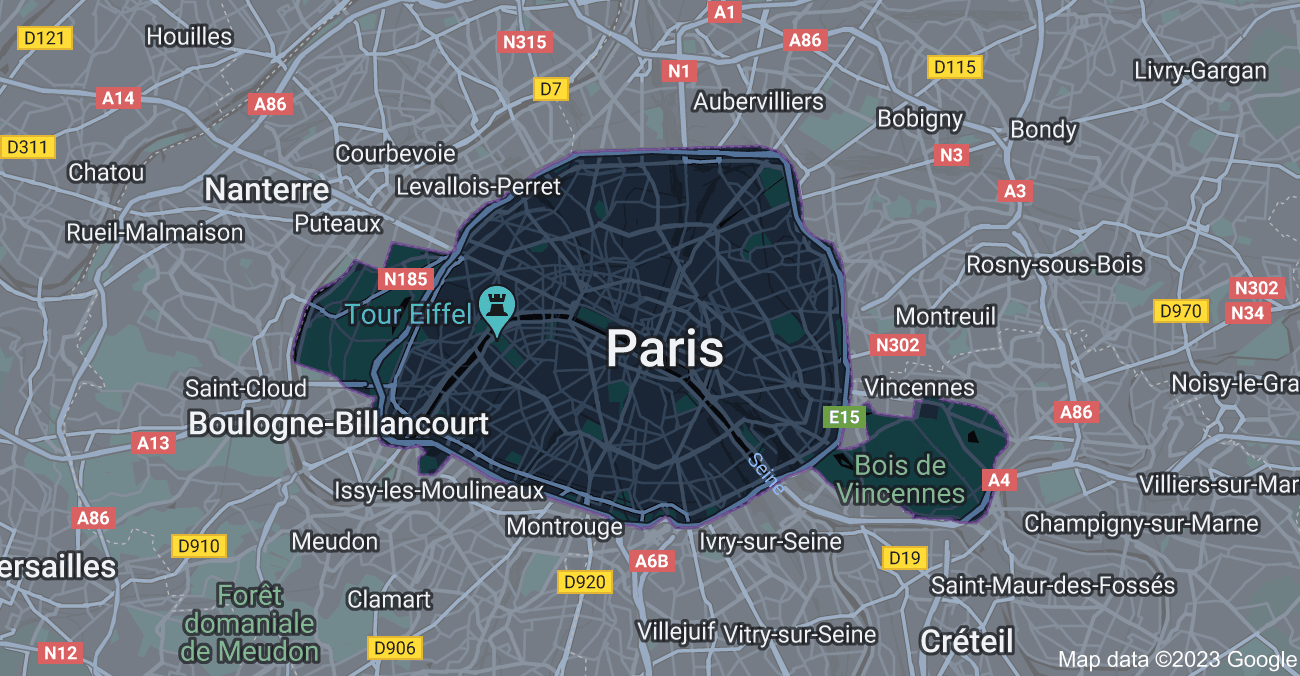 A1
D121
Houilles
N315
A86
N1
D115
Livry-Gargan
D7
A14
A86
Aubervilliers
Bobigny
Bondy
D311
Courbevoie
N3
Chatou
Nanterre
Levallois-Perret
A3
Puteaux
Rueil-Malmaison
N185
Rosny-sous-Bois
N302
Tour Eiffel
Montreuil
D970
N34
Paris
N302
Saint-Cloud
Vincennes
Noisy-le-Gra
Boulogne-Billancourt
E15
A86
A13
Seine
Bois de
Vincennes
A4
Issy-les-Moulineaux
Villiers-sur-Mar
A86
Montrouge
Champigny-sur-Marne
D910
Meudon
Ivry-sur-Seine
ersailles
A6B
D19
D920
Saint-Maur-des-Fossés
Forêt
domaniale
de Meudon
Clamart
Villejuif
Vitry-sur-Seine
Créteil
N12
D906
Map data ©2023 Google